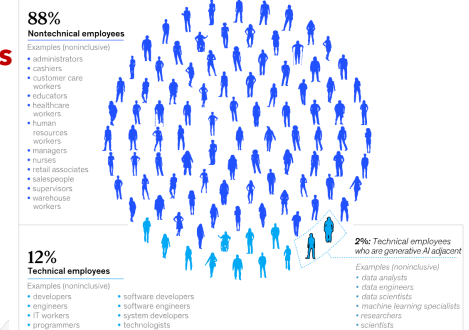 s
88%
Nontechnical employees
Examples (noninclusive)
• administrators
• cashiers
• customer care
workers
• educators
• healthcare
workers
• human
resources
workers
• managers
• nurses
• retail associates
• salespeople
• supervisors
• warehouse
workers
12%
Technical employees
Examples (noninclusive)
• developers
• engineers
• IT workers
• programmers
• software developers
• software engineers
• system developers
• technologists
2%: Technical employees
who are generative AI adjacent
Examples (noninclusive)
• data analysts
• data engineers
• data scientists
• machine learning specialists
• researchers
• scientists